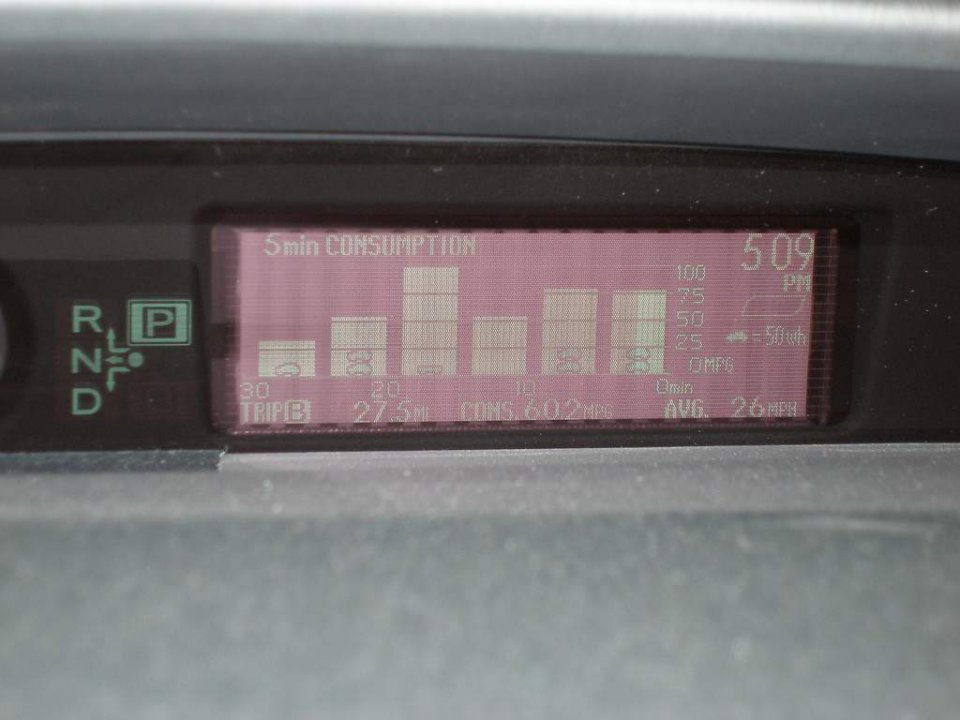 5min CONSUMPTION
5 09
PM
100
75
50
25
0MPG
= 50Wh
30 20 10 0min
TRIP B 27.5MI CONS. 60.2MPG AVG. 26MPH
R
P
N
D